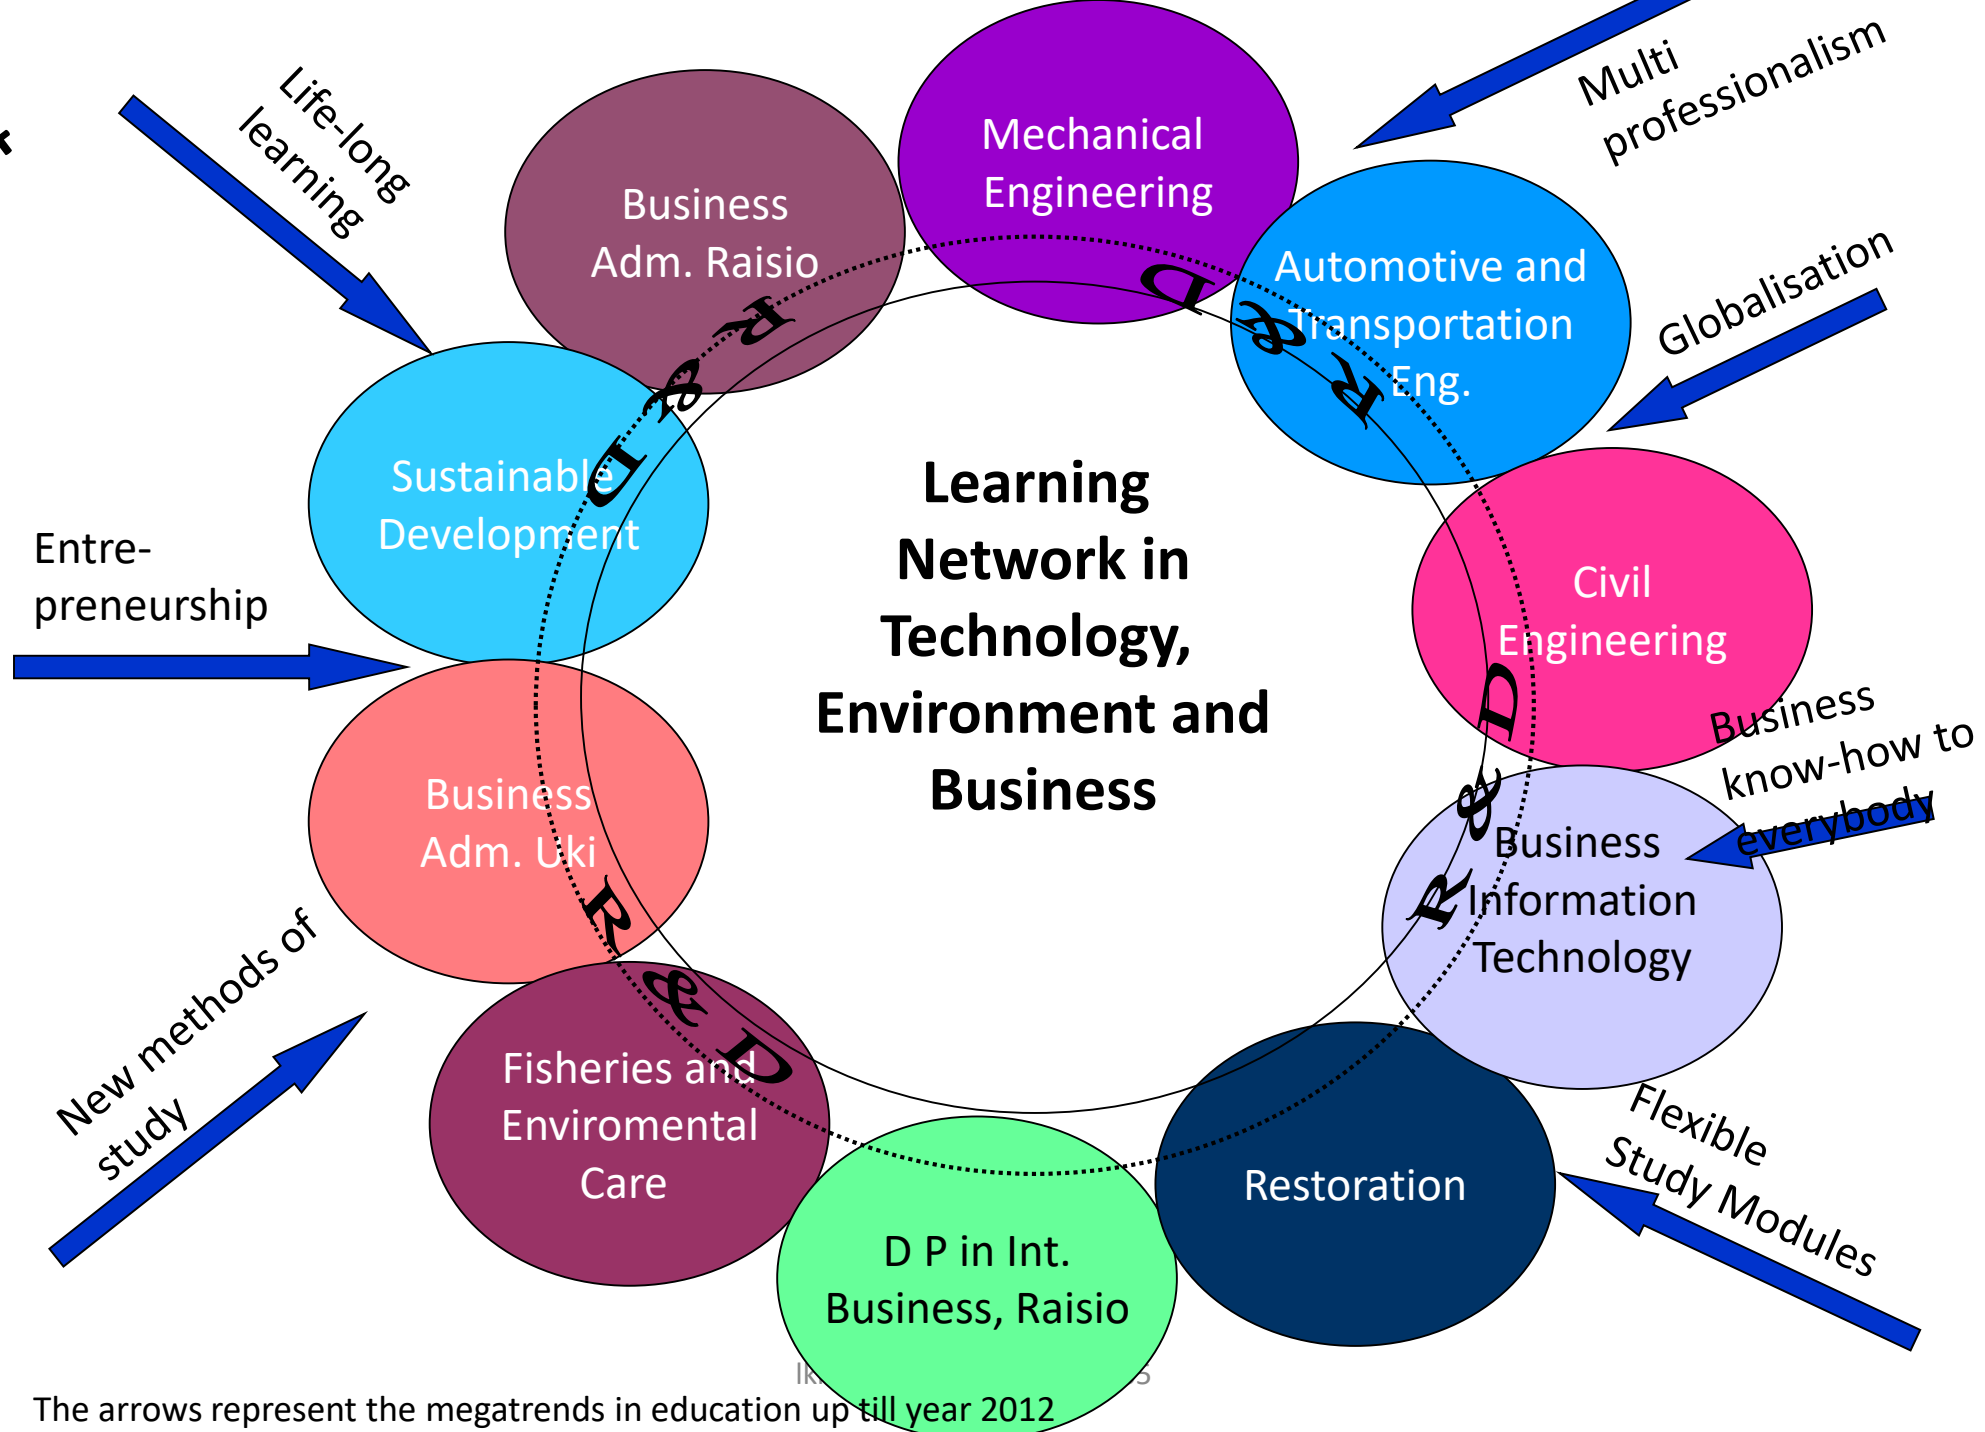 Life-long
learning
Multi
professionalism
Mechanical
Engineering
Business
Adm. Raisio
Automotive and
Transportation
Eng.
Globalisation
R & D
R & D
Sustainable
Development
Learning
Network in
Technology,
Environment and
Business
Entre-
preneurship
Civil
Engineering
Business
know-how to
everybody
R & D
Business
Adm. Uki
Business
Information
Technology
R & D
New methods of
study
Fisheries and
Enviromental
Care
Flexible
Study Modules
Restoration
D P in Int.
Business, Raisio
The arrows represent the megatrends in education up till year 2012